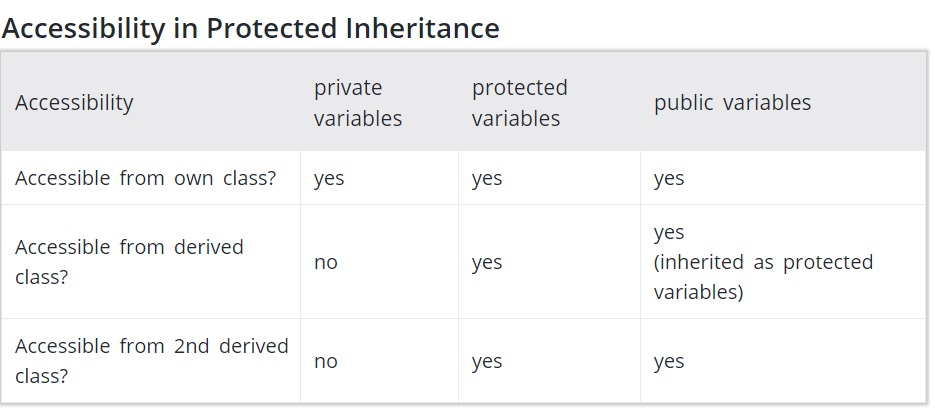 Accessibility in Protected Inheritance
Accessibility
private
variables
protected
variables
public variables
Accessible from own class?
yes
yes
yes
Accessible from derived
class?
no
yes
yes
(inherited as protected
variables)
Accessible from 2nd derived
class?
no
yes
yes